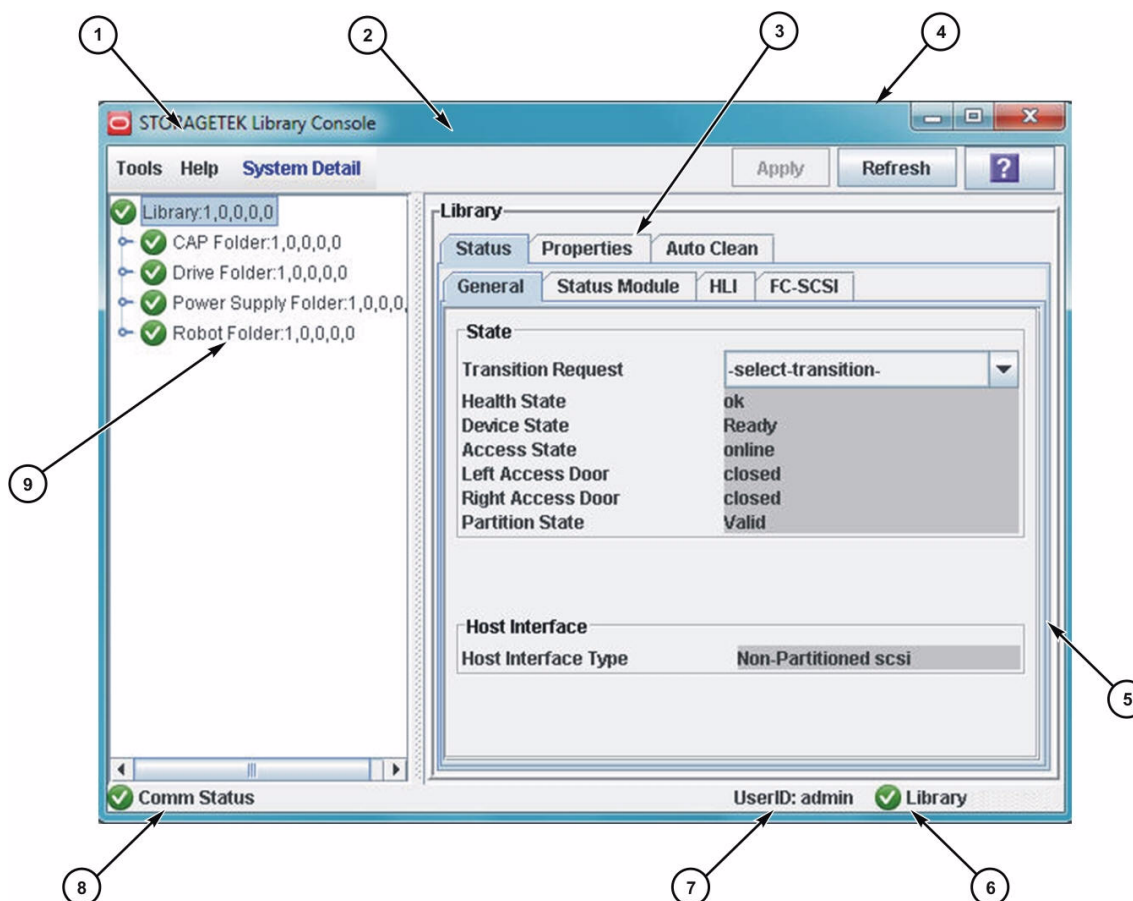 1
2
3
4
STORAGETEK Library Console
Tools Help System Detail
Apply Refresh ?
Library:1,0,0,0,0
CAP Folder:1,0,0,0,0
Drive Folder:1,0,0,0,0
Power Supply Folder:1,0,0,0,
Robot Folder:1,0,0,0,0
Library
Status Properties Auto Clean
General Status Module HLI FC-SCSI
State
Transition Request -select-transition-
Health State ok
Device State Ready
Access State online
Left Access Door closed
Right Access Door closed
Partition State Valid
9
Host Interface
Host Interface Type Non-Partitioned scsi
5
Comm Status
UserID: admin
Library
8
7
6